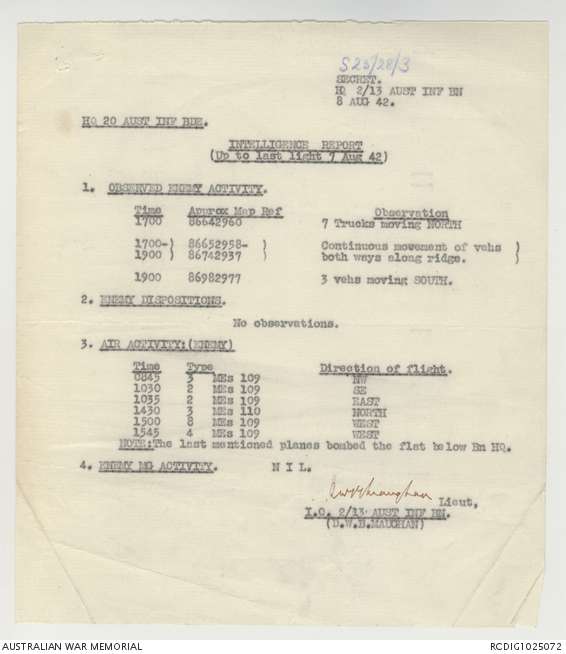 S25/28/3
SECRET.
HQ 2/13 AUST INF BN
8 AUG 42.
HQ 20 AUST INF BDE.
INTELLIGENCE REPORT
(Up to last light 7 Aug 42)
1. OBSERVED ENEMY ACTIVITY.
Time Approx Map Ref Observation
1700 86642960 7 Trucks moving NORTH
1700-) 86652958- ) Continuous movement of vehs )
1900 ) 86742937 ) both ways along ridge. )
1900 86982977 3 vehs moving SOUTH.
2. ENEMY DISPOSITIONS.
No observations.
3. AIR ACTIVITY:(ENEMY)
Time Type Direction of flight.
0845 3 MEs 109 NW
1030 2 MEs 109 SE
1035 2 MEs 109 EAST
1430 3 MEs 110 NORTH
1500 8 MEs 109 WEST
1545 4 MEs 109 WEST
NOTE:The last mentioned planes bombed the flat below Bn HQ.
4. ENEMY MG ACTIVITY. N I L.
DWBMaughan Lieut,
I.O. 2/13 AUST INF BN.
(D.W.B.MAUGHAN)
AUSTRALIAN WAR MEMORIAL RCDIG1025072